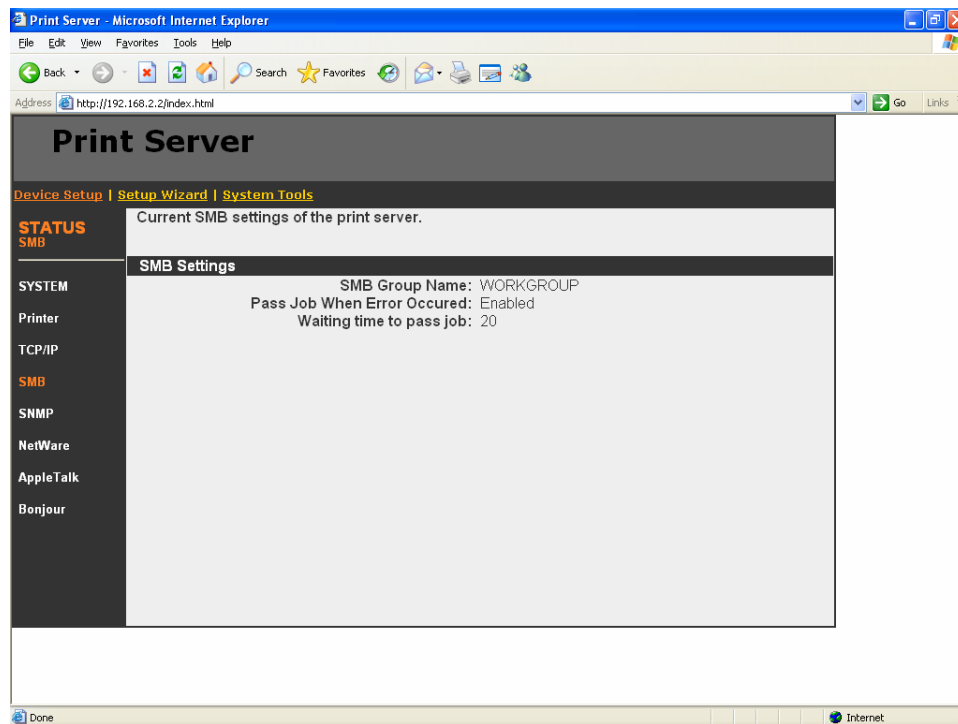 Print Server - Microsoft Internet Explorer
File Edit View Favorites Tools Help
Back Search Favorites
Address http://192.168.2.2/index.html Go Links
Print Server
Device Setup | Setup Wizard | System Tools
STATUS
SMB
Current SMB settings of the print server.
SMB Settings
SMB Group Name: WORKGROUP
Pass Job When Error Occured: Enabled
Waiting time to pass job: 20
SYSTEM
Printer
TCP/IP
SMB
SNMP
NetWare
AppleTalk
Bonjour
Done Internet